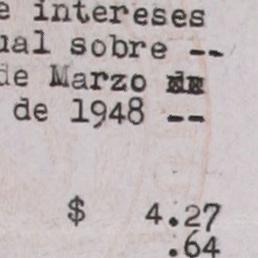 e intereses
ual sobre --
de Marzo de
de 1948 --
$ 4.27
.64